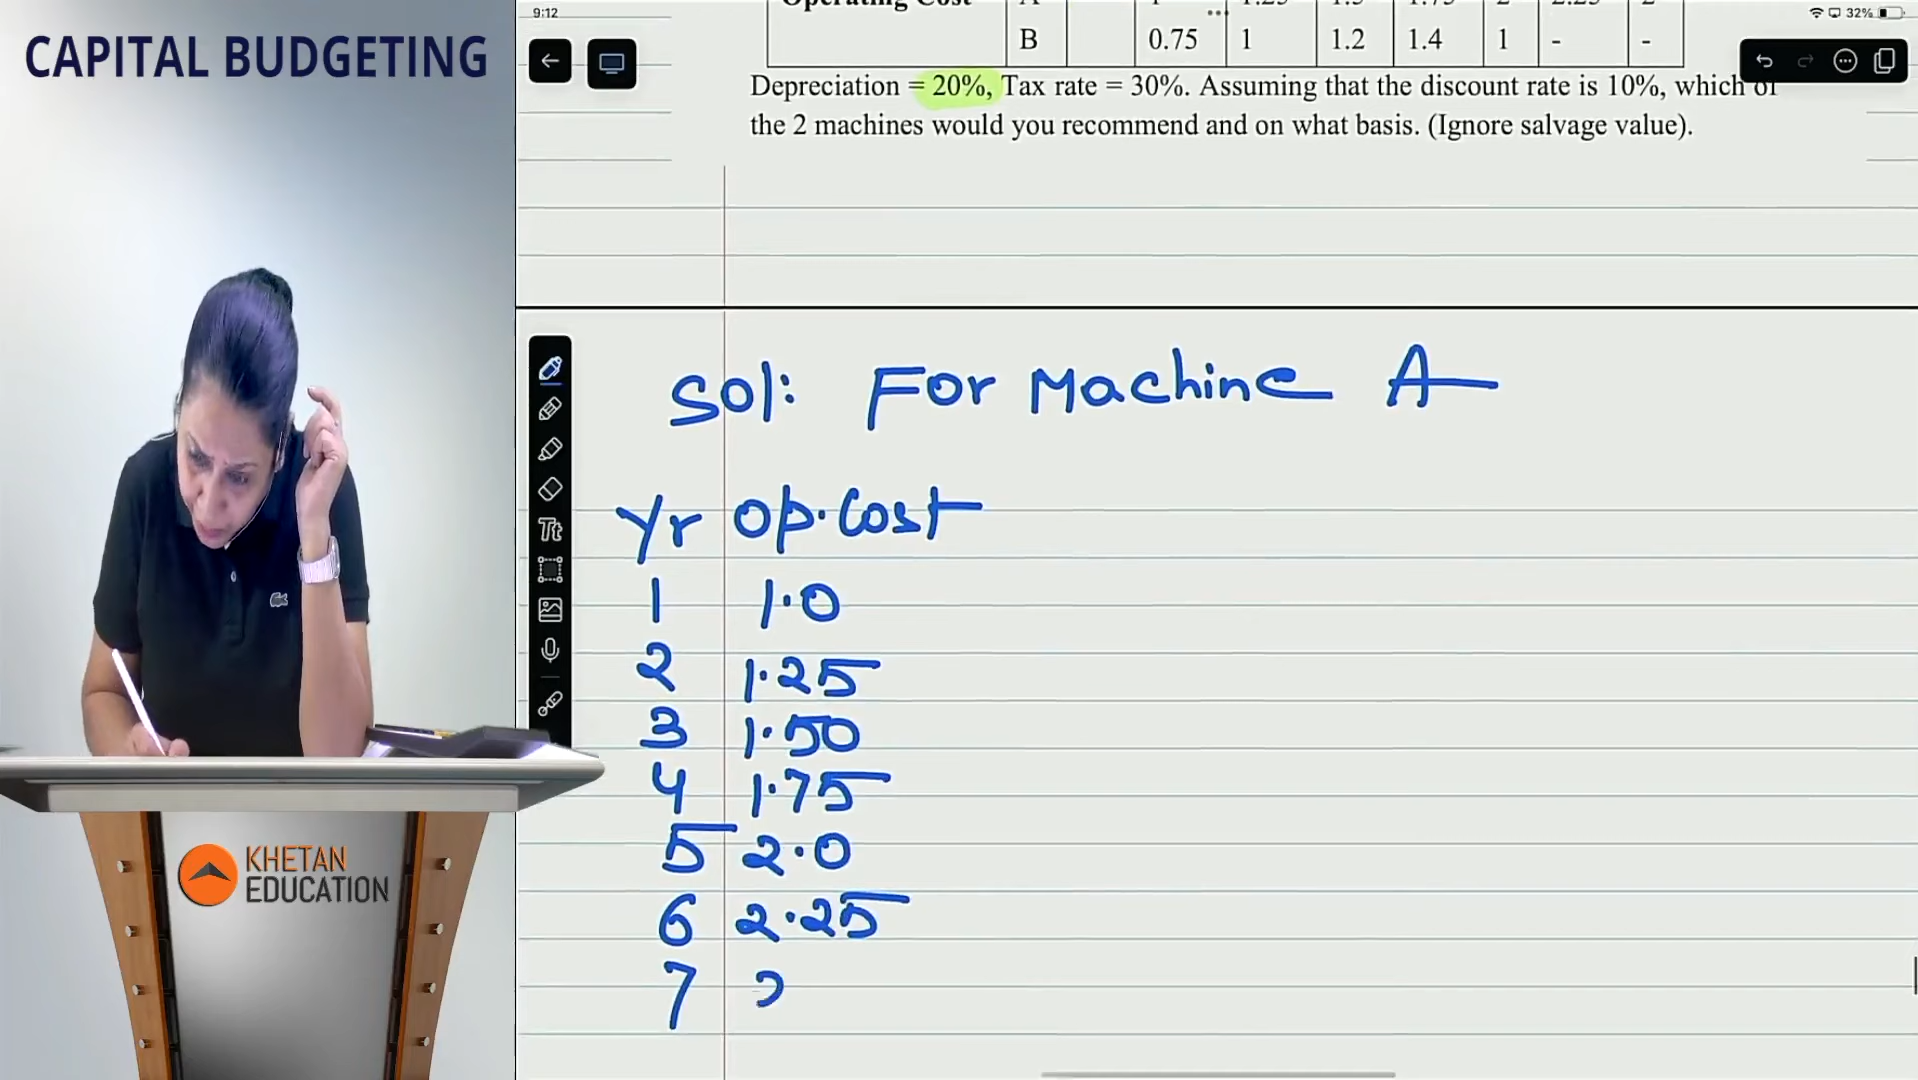 CAPITAL BUDGETING
9:12
32%
B 0.75 1 1.2 1.4 1 - -
Depreciation = 20%, Tax rate = 30%. Assuming that the discount rate is 10%, which of
the 2 machines would you recommend and on what basis. (Ignore salvage value).
Sol: For Machine A
Yr Op. Cost
1 1.0
2 1.25
3 1.50
4 1.75
5 2.0
6 2.25
7 2
Tt
KHETAN
EDUCATION